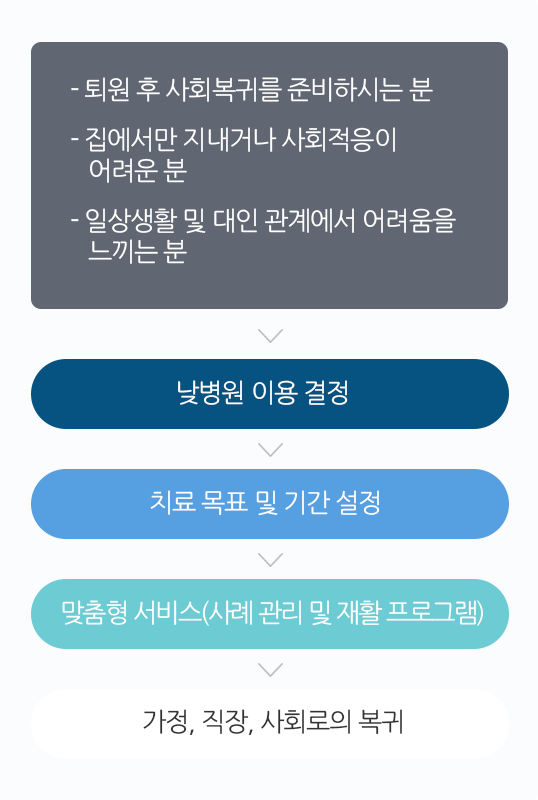 - 퇴원 후 사회복귀를 준비하시는 분
- 집에서만 지내거나 사회적응이
어려운 분
- 일상생활 및 대인 관계에서 어려움을
느끼는 분
낮병원 이용 결정
치료 목표 및 기간 설정
맞춤형 서비스(사례 관리 및 재활 프로그램)
가정, 직장, 사회로의 복귀